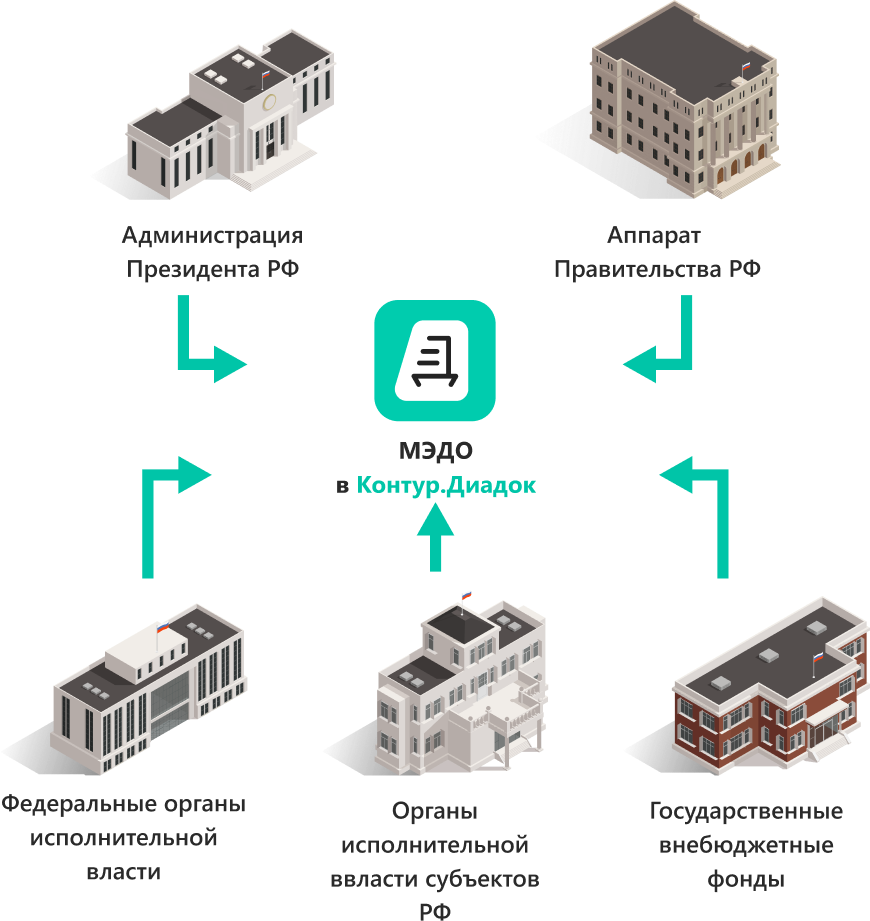 Администрация
Президента РФ
Аппарат
Правительства РФ
МЭДО
в Контур.Диадок
Федеральные органы
исполнительной
власти
Органы
исполнительной
ввласти субъектов
РФ
Государственные
внебюджетные
фонды